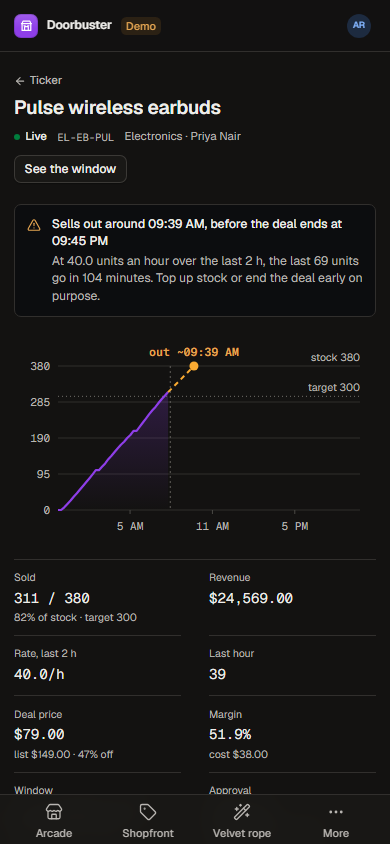 Doorbuster Demo AR
Ticker
Pulse wireless earbuds
Live EL-EB-PUL Electronics · Priya Nair
See the window
Sells out around 09:39 AM, before the deal ends at
09:45 PM
At 40.0 units an hour over the last 2 h, the last 69 units
go in 104 minutes. Top up stock or end the deal early on
purpose.
out ~09:39 AM
stock 380
380
target 300
285
190
95
0
5 AM 11 AM 5 PM
Sold Revenue
311 / 380 $24,569.00
82% of stock · target 300
Rate, last 2 h Last hour
40.0/h 39
Deal price Margin
$79.00 51.9%
list $149.00 · 47% off cost $38.00
Window Approval
Arcade Shopfront Velvet rope More